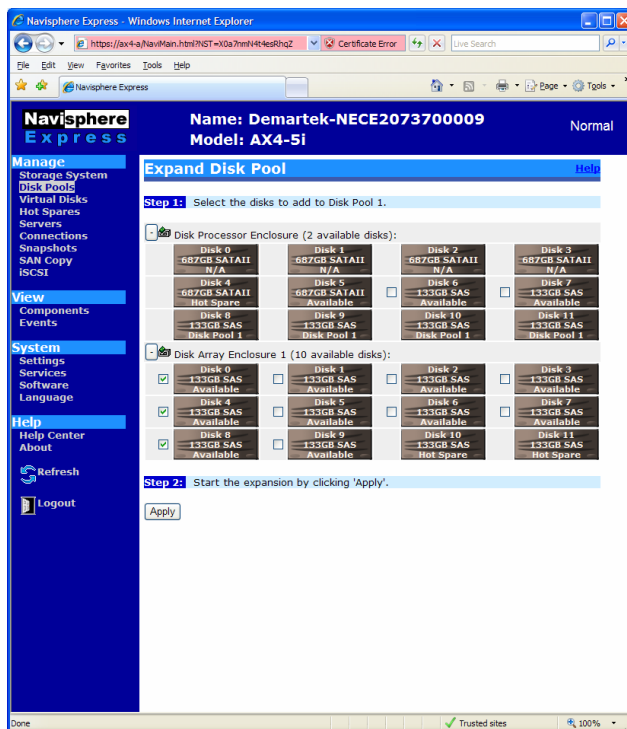 Navisphere Express - Windows Internet Explorer
https://ax4-a/NaviMain.html?NST=X0a7nmN4t4esRhqZ
Certificate Error
Live Search
File Edit View Favorites Tools Help
Navisphere Express
Page Tools
Navisphere
Express
Name: Demartek-NECE2073700009
Model: AX4-5i
Normal
Manage
Storage System
Disk Pools
Virtual Disks
Hot Spares
Servers
Connections
Snapshots
SAN Copy
iSCSI
View
Components
Events
System
Settings
Services
Software
Language
Help
Help Center
About
Refresh
Logout
Expand Disk Pool Help
Step 1: Select the disks to add to Disk Pool 1.
Disk Processor Enclosure (2 available disks):
Disk 0 Disk 1 Disk 2 Disk 3
687GB SATAII 687GB SATAII 687GB SATAII 687GB SATAII
N/A N/A N/A N/A
Disk 4 Disk 5 Disk 6 Disk 7
687GB SATAII 687GB SATAII 133GB SAS 133GB SAS
Hot Spare Available Available Available
Disk 8 Disk 9 Disk 10 Disk 11
133GB SAS 133GB SAS 133GB SAS 133GB SAS
Disk Pool 1 Disk Pool 1 Disk Pool 1 Disk Pool 1
Disk Array Enclosure 1 (10 available disks):
Disk 0 Disk 1 Disk 2 Disk 3
133GB SAS 133GB SAS 133GB SAS 133GB SAS
Available Available Available Available
Disk 4 Disk 5 Disk 6 Disk 7
133GB SAS 133GB SAS 133GB SAS 133GB SAS
Available Available Available Available
Disk 8 Disk 9 Disk 10 Disk 11
133GB SAS 133GB SAS 133GB SAS 133GB SAS
Available Available Hot Spare Hot Spare
Step 2: Start the expansion by clicking 'Apply'.
Apply
Done
Trusted sites
100%